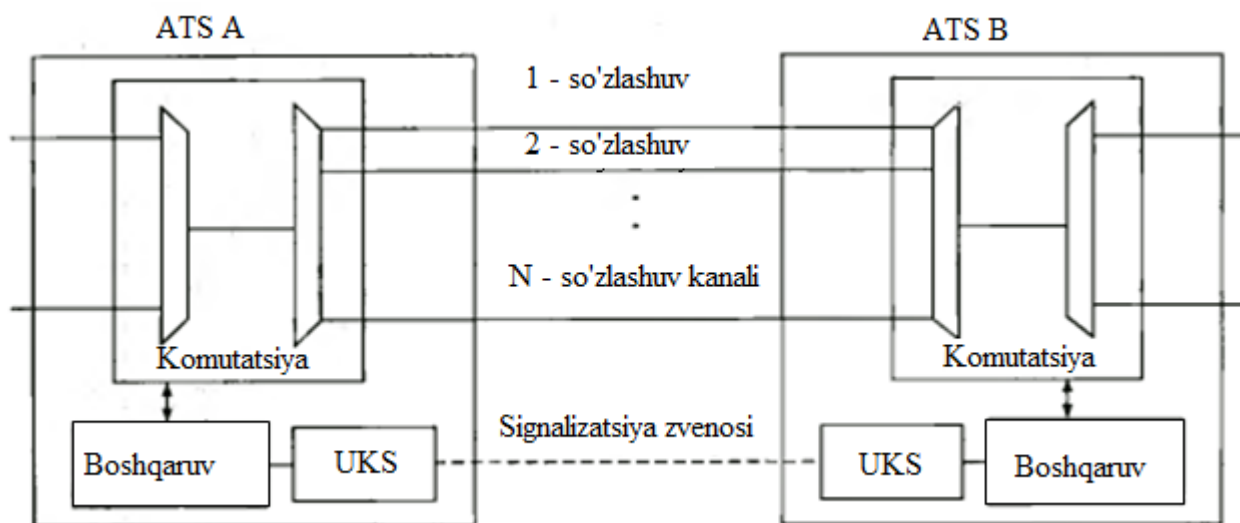 ATS A
ATS B
1 - so'zlashuv
2 - so'zlashuv
N - so'zlashuv kanali
Komutatsiya
Komutatsiya
Signalizatsiya zvenosi
Boshqaruv
UKS
UKS
Boshqaruv